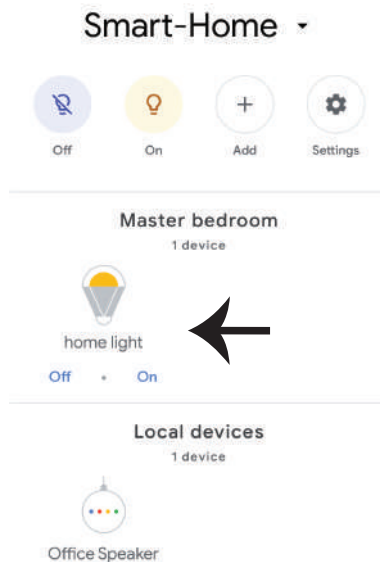 Smart-Home
Off On Add Settings
Master bedroom
1 device
home light
Off • On
Local devices
1 device
Office Speaker